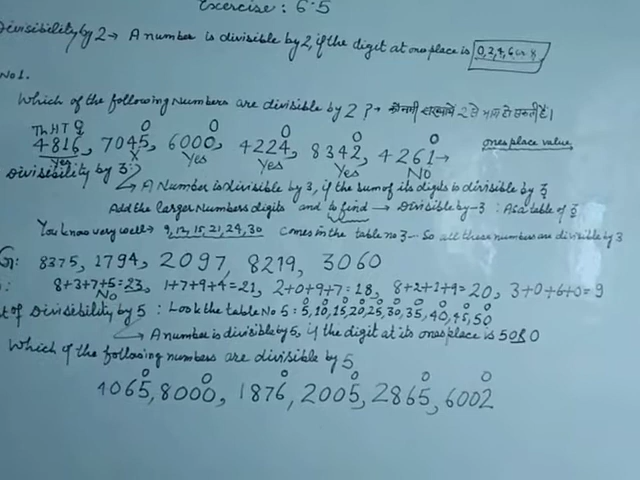 Exercise : 6.5
Divisibility by 2 → A number is divisible by 2, if the digit at ones place is 0, 2, 4, 6 or 8
No 1.
Which of the following Numbers are divisible by 2 ? →
Th H T O O O O O O
4816, 7045, 6000, 4224, 8342, 4261 → ones place value
Yes X Yes Yes Yes No
Divisibility by 3 :
→ A Number is divisible by 3, if the sum of its digits is divisible by 3
Add the larger Numbers digits and to find → Divisible by - 3 : As a table of 3
You know very well → 9, 12, 15, 21, 24, 30 comes in the table no 3 - So all these numbers are divisible by 3
8375, 1794, 2097, 8219, 3060
8+3+7+5=23, 1+7+9+4=21, 2+0+9+7=18, 8+2+1+9=20, 3+0+6+0=9
No
of Divisibility by 5 : Look the table No 5 : 5, 10, 15, 20, 25, 30, 35, 40, 45, 50
→ A number is divisible by 5, if the digit at its ones place is 5 or 0
Which of the following numbers are divisible by 5
O O O O O O
4065, 8000, 1876, 2005, 2865, 6002